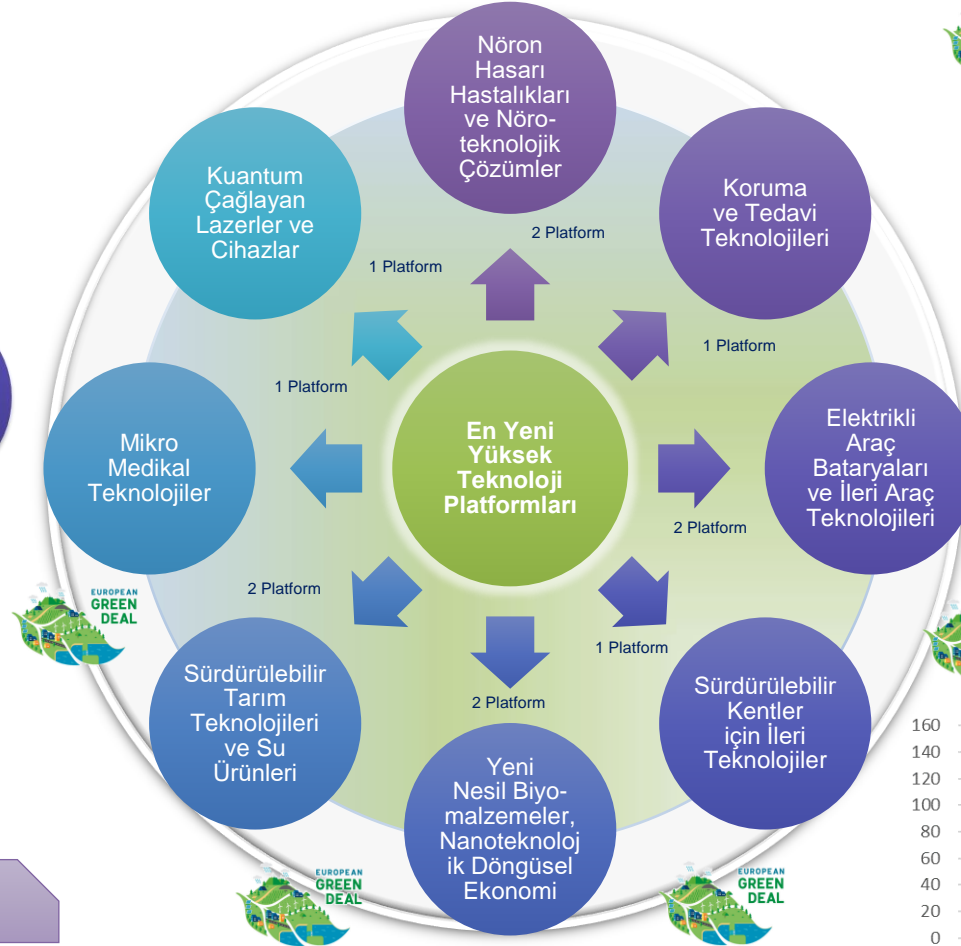 Nöron
Hasarı
Hastalıkları
ve Nöro-
teknolojik
Çözümler
Kuantum
Çağlayan
Lazerler ve
Cihazlar
Koruma
ve Tedavi
Teknolojileri
2 Platform
1 Platform
1 Platform
1 Platform
En Yeni
Yüksek
Teknoloji
Platformları
Mikro
Medikal
Teknolojiler
Elektrikli
Araç
Bataryaları
ve İleri Araç
Teknolojileri
2 Platform
2 Platform
1 Platform
2 Platform
EUROPEAN
GREEN
DEAL
Sürdürülebilir
Tarım
Teknolojileri
ve Su
Ürünleri
Yeni
Nesil Biyo-
malzemeler,
Nanoteknoloj
ik Döngüsel
Ekonomi
Sürdürülebilir
Kentler
için İleri
Teknolojiler
160
140
120
100
80
60
40
20
0
EUROPEAN
GREEN
DEAL
EUROPEAN
GREEN
DEAL